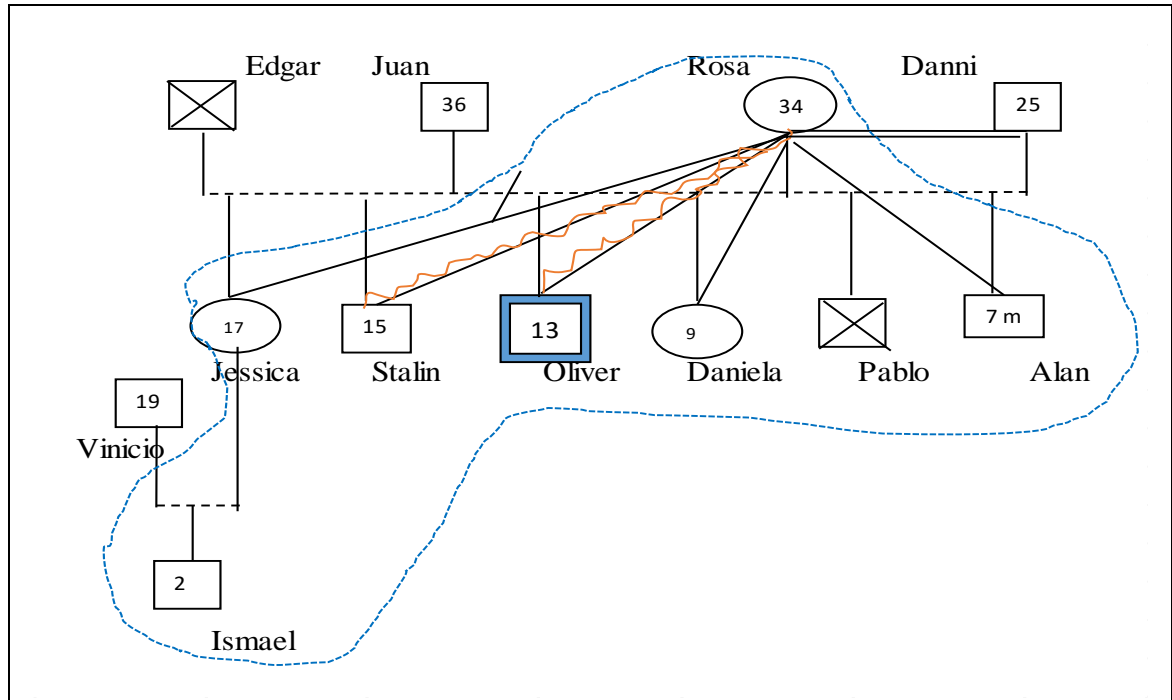 Edgar Juan Rosa Danni
36 34 25
17 15 13 9 7 m
Jessica Stalin Oliver Daniela Pablo Alan
19
Vinicio
2
Ismael